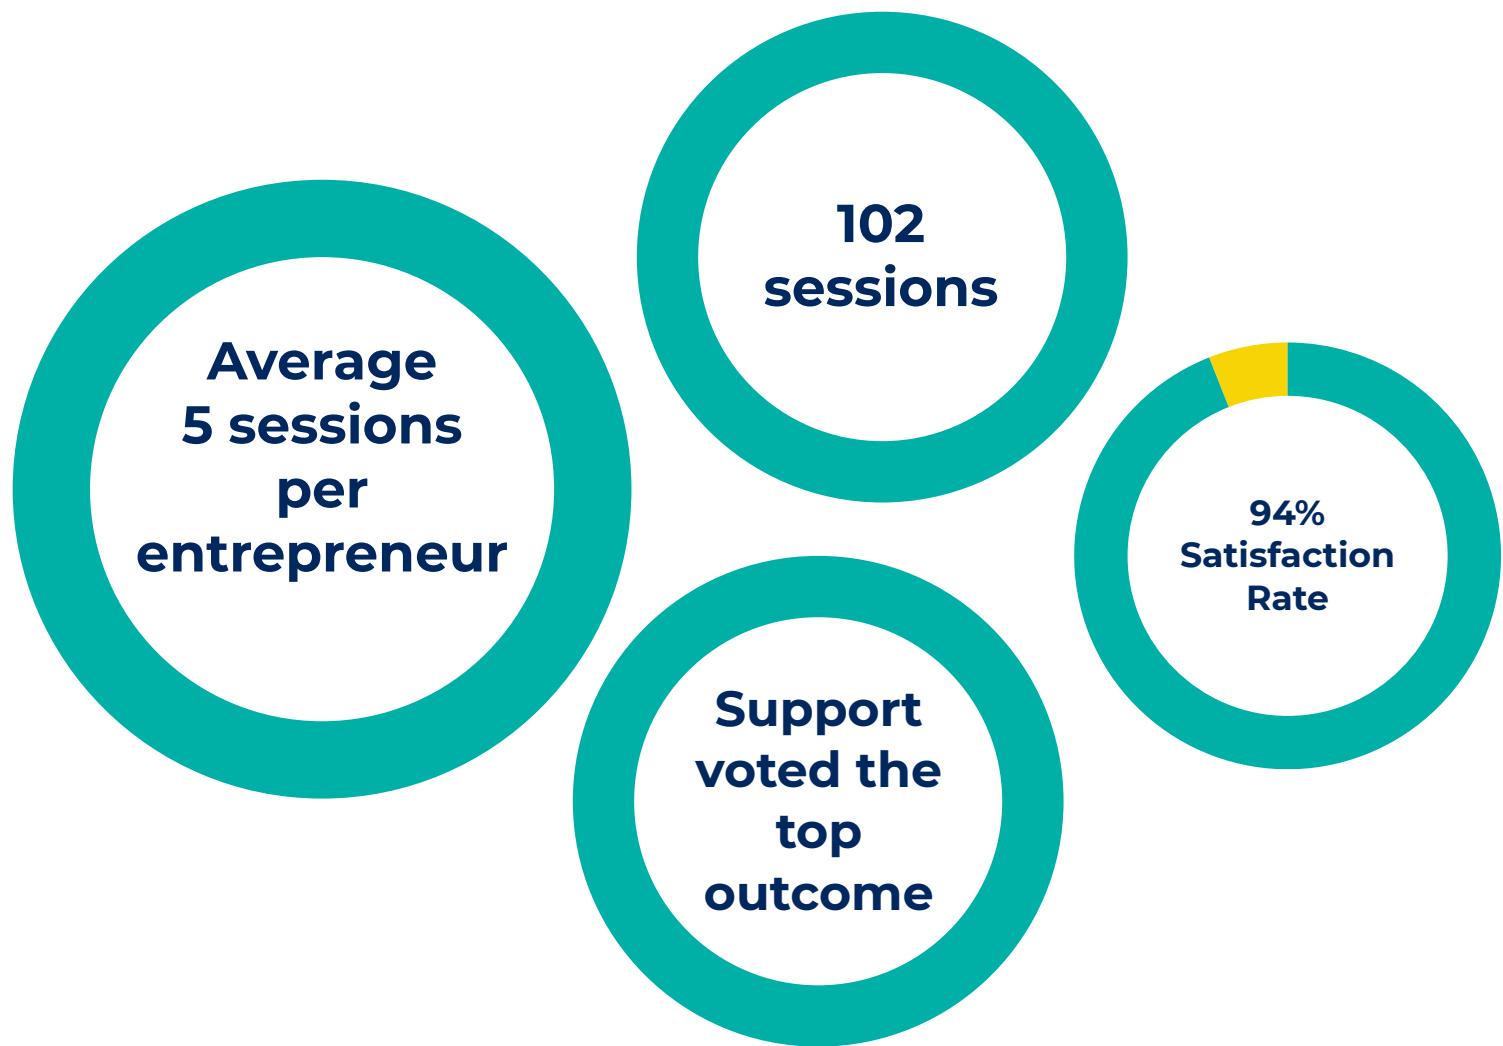 Average
5 sessions
per
entrepreneur
102
sessions
Support
voted the
top
outcome
94%
Satisfaction
Rate